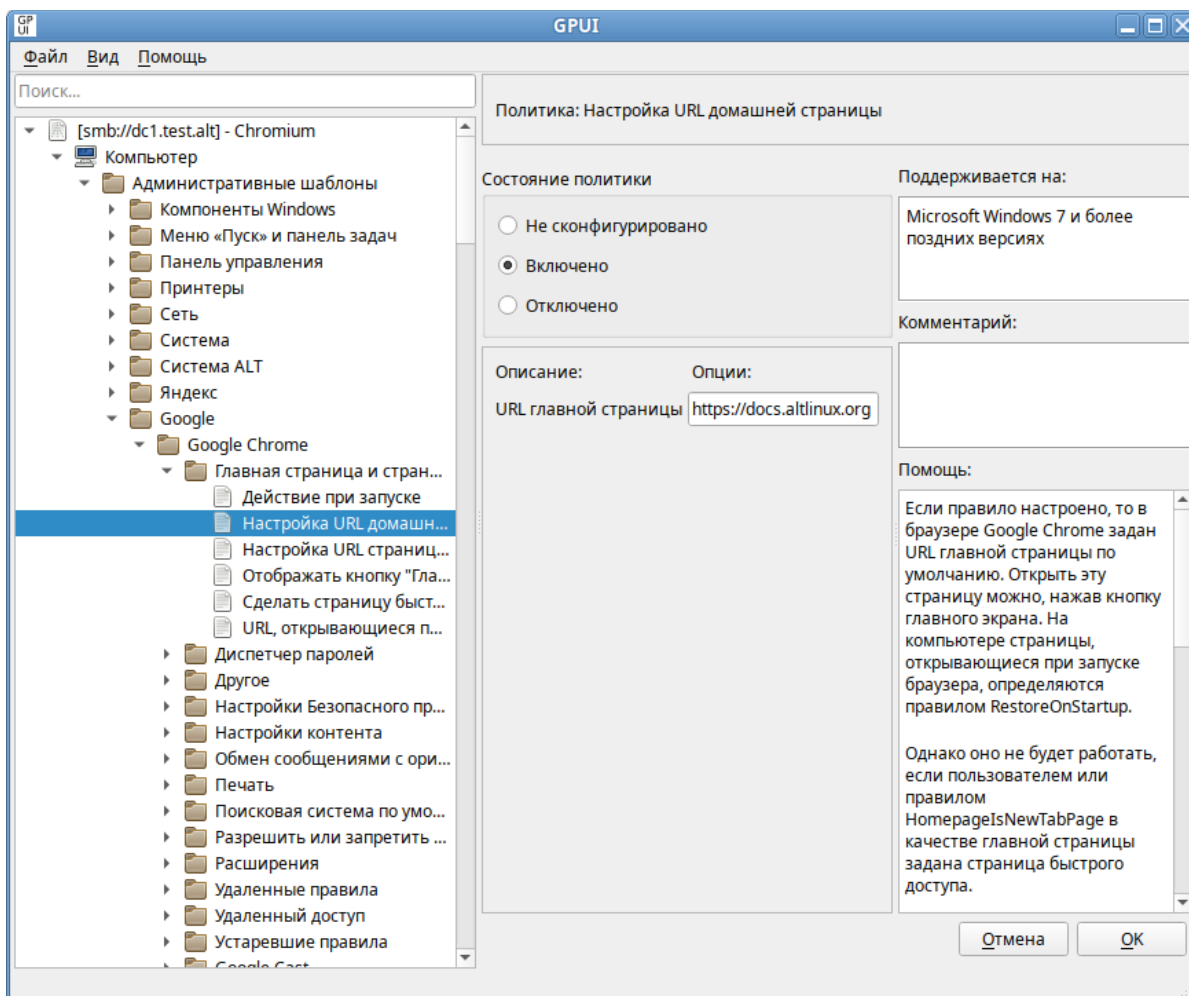 GP
UI
GPUI
Файл Вид Помощь
Поиск...
[smb://dc1.test.alt] - Chromium
Компьютер
Административные шаблоны
Компоненты Windows
Меню «Пуск» и панель задач
Панель управления
Принтеры
Сеть
Система
Система ALT
Яндекс
Google
Google Chrome
Главная страница и стран...
Действие при запуске
Настройка URL домашн...
Настройка URL страниц...
Отображать кнопку "Гла...
Сделать страницу быст...
URL, открывающиеся п...
Диспетчер паролей
Другое
Настройки Безопасного пр...
Настройки контента
Обмен сообщениями с ори...
Печать
Поисковая система по умо...
Разрешить или запретить ...
Расширения
Удаленные правила
Удаленный доступ
Устаревшие правила
Google Cast
Политика: Настройка URL домашней страницы
Состояние политики
Не сконфигурировано
Включено
Отключено
Описание: Опции:
URL главной страницы https://docs.altlinux.org
Поддерживается на:
Microsoft Windows 7 и более
поздних версиях
Комментарий:
Помощь:
Если правило настроено, то в
браузере Google Chrome задан
URL главной страницы по
умолчанию. Открыть эту
страницу можно, нажав кнопку
главного экрана. На
компьютере страницы,
открывающиеся при запуске
браузера, определяются
правилом RestoreOnStartup.
Однако оно не будет работать,
если пользователем или
правилом
HomepageIsNewTabPage в
качестве главной страницы
задана страница быстрого
доступа.
Отмена OK